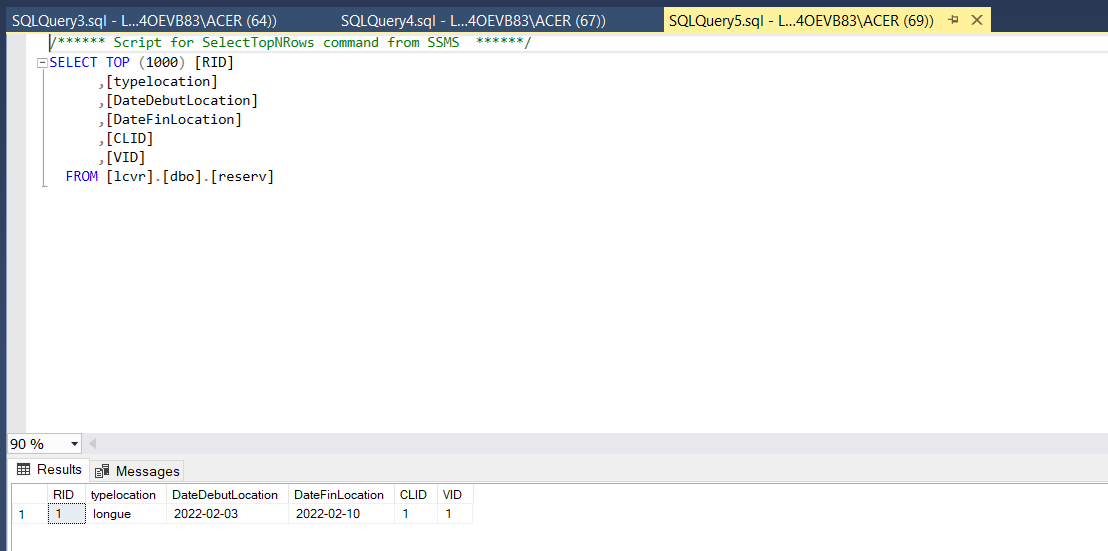 SQLQuery3.sql - L...4OEVB83\ACER (64)) SQLQuery4.sql - L...4OEVB83\ACER (67)) SQLQuery5.sql - L...4OEVB83\ACER (69))
/****** Script for SelectTopNRows command from SSMS ******/
SELECT TOP (1000) [RID]
,[typelocation]
,[DateDebutLocation]
,[DateFinLocation]
,[CLID]
,[VID]
FROM [lcvr].[dbo].[reserv]
90 %
Results Messages
RID typelocation DateDebutLocation DateFinLocation CLID VID
1 1 longue 2022-02-03 2022-02-10 1 1